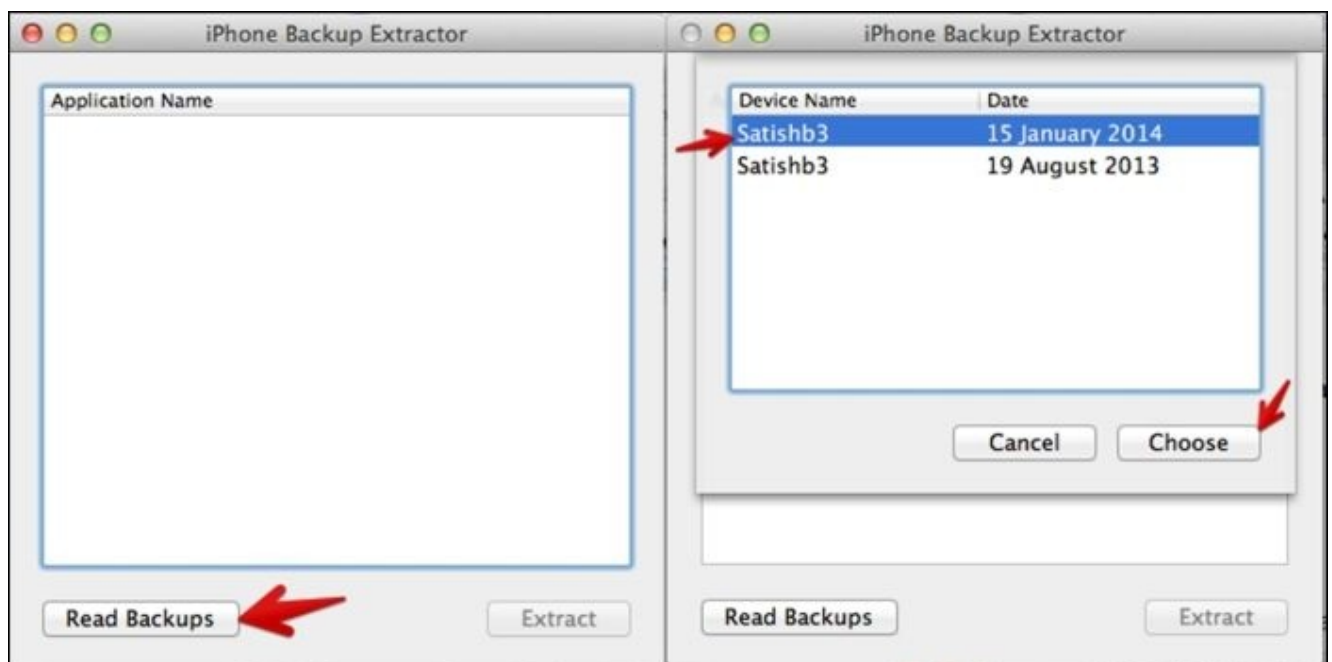 iPhone Backup Extractor
Application Name
Read Backups
Extract
iPhone Backup Extractor
Device Name Date
Satishb3 15 January 2014
Satishb3 19 August 2013
Cancel Choose
Read Backups
Extract